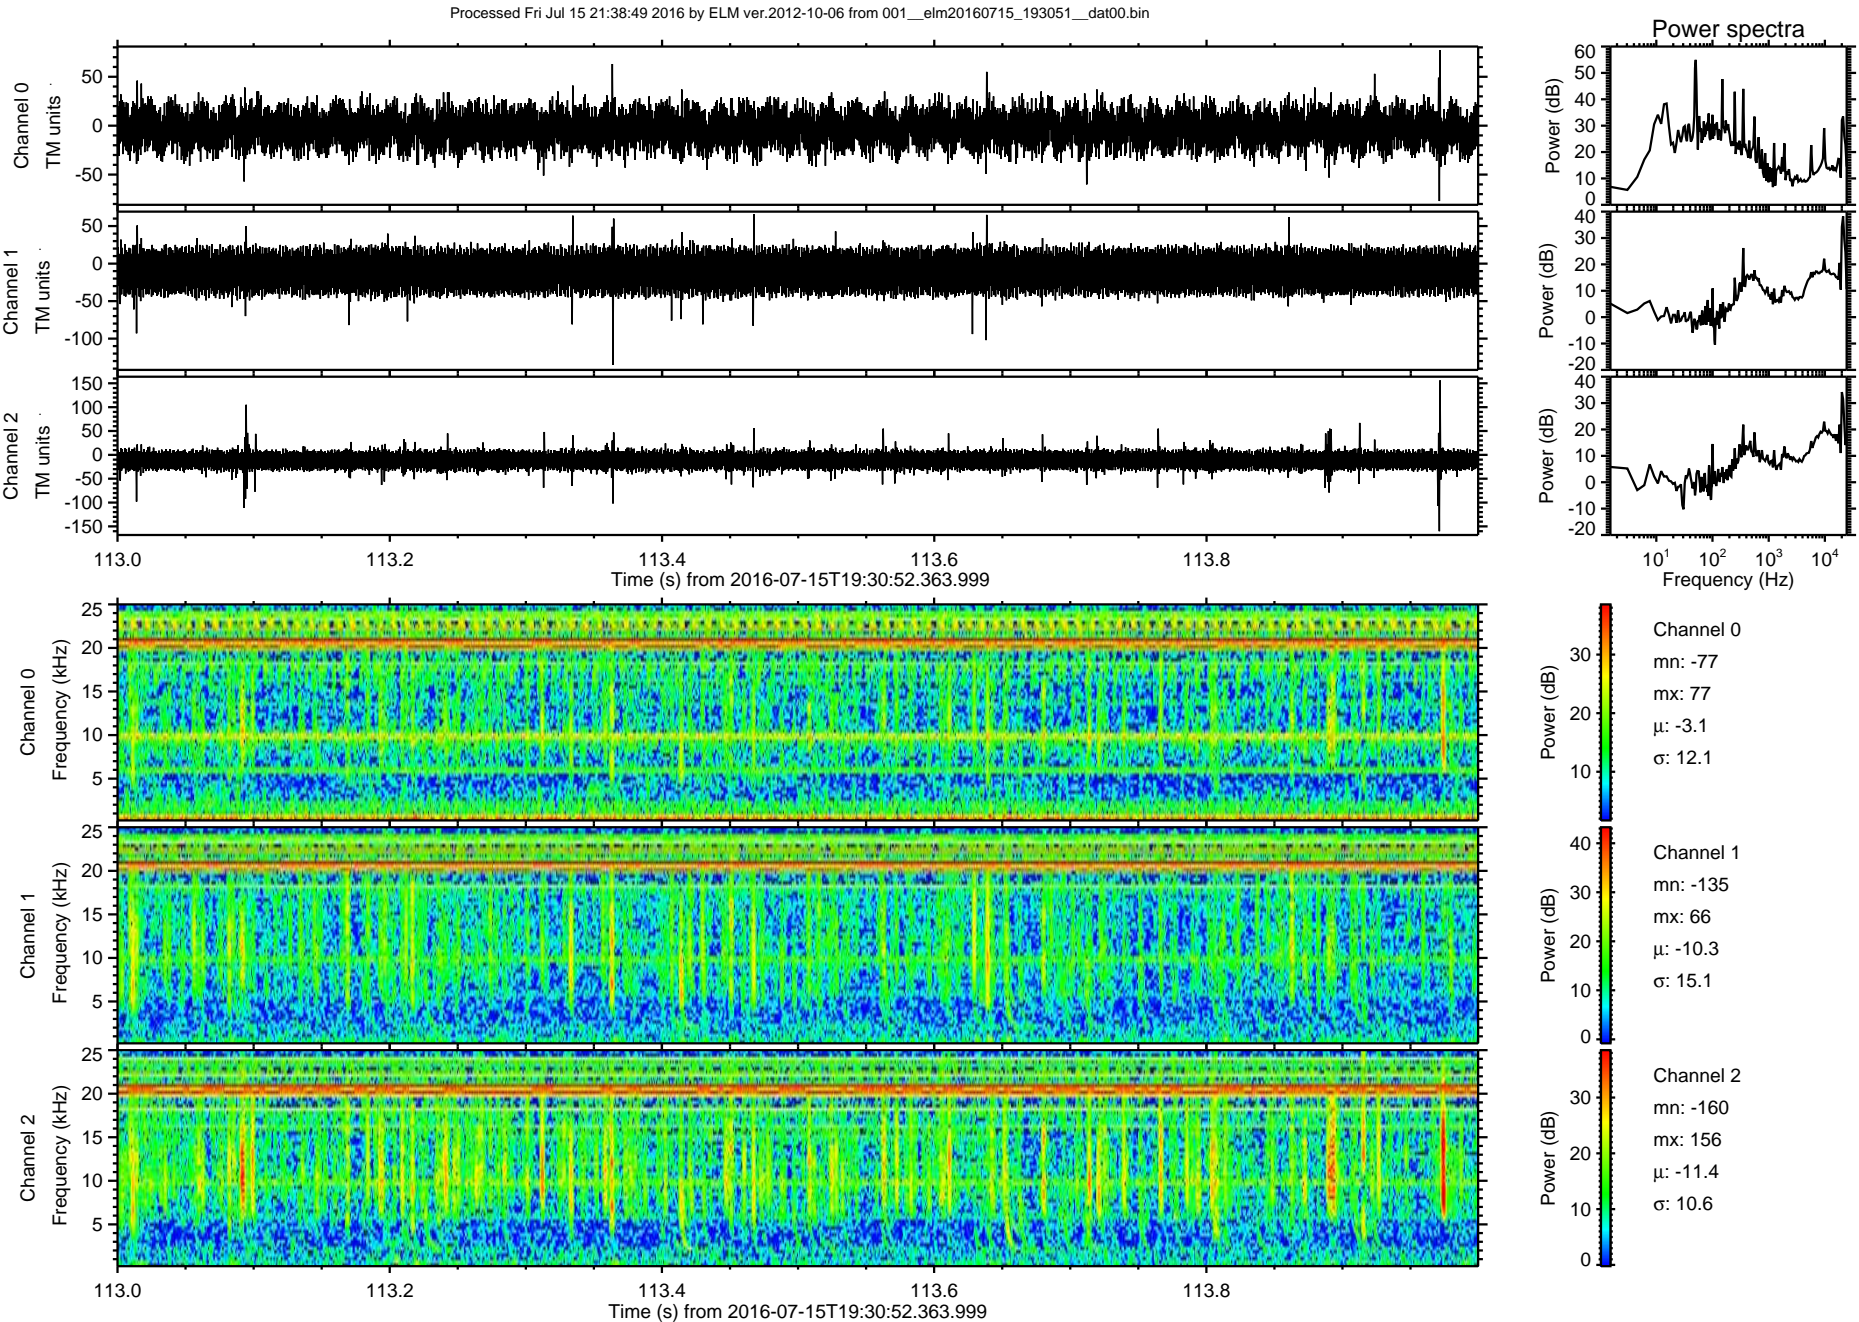 Processed Fri Jul 15 21:38:49 2016 by ELM ver.2012-10-06 from 001__elm20160715_193051__dat00.bin
Power spectra
Channel 0
TM units
50
0
-50
Power (dB)
60
50
40
30
20
10
0
Channel 1
TM units
50
0
-50
-100
Power (dB)
40
30
20
10
0
-10
-20
Channel 2
TM units
150
100
50
0
-50
-100
-150
Power (dB)
40
30
20
10
0
-10
-20
113.0 113.2 113.4 113.6 113.8
Time (s) from 2016-07-15T19:30:52.363.999
10^1 10^2 10^3 10^4
Frequency (Hz)
Channel 0
Frequency (kHz)
25
20
15
10
5
Power (dB)
30
20
10
Channel 0
mn: -77
mx: 77
μ: -3.1
σ: 12.1
Channel 1
Frequency (kHz)
25
20
15
10
5
Power (dB)
40
30
20
10
0
Channel 1
mn: -135
mx: 66
μ: -10.3
σ: 15.1
Channel 2
Frequency (kHz)
25
20
15
10
5
Power (dB)
30
20
10
0
Channel 2
mn: -160
mx: 156
μ: -11.4
σ: 10.6
113.0 113.2 113.4 113.6 113.8
Time (s) from 2016-07-15T19:30:52.363.999